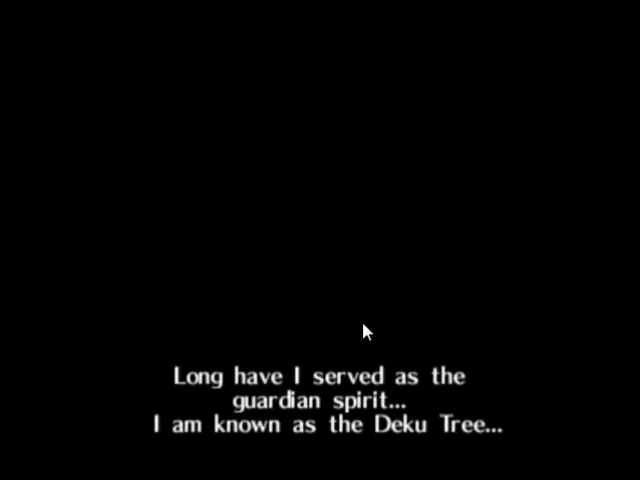 Long have I served as the
guardian spirit...
I am known as the Deku Tree...